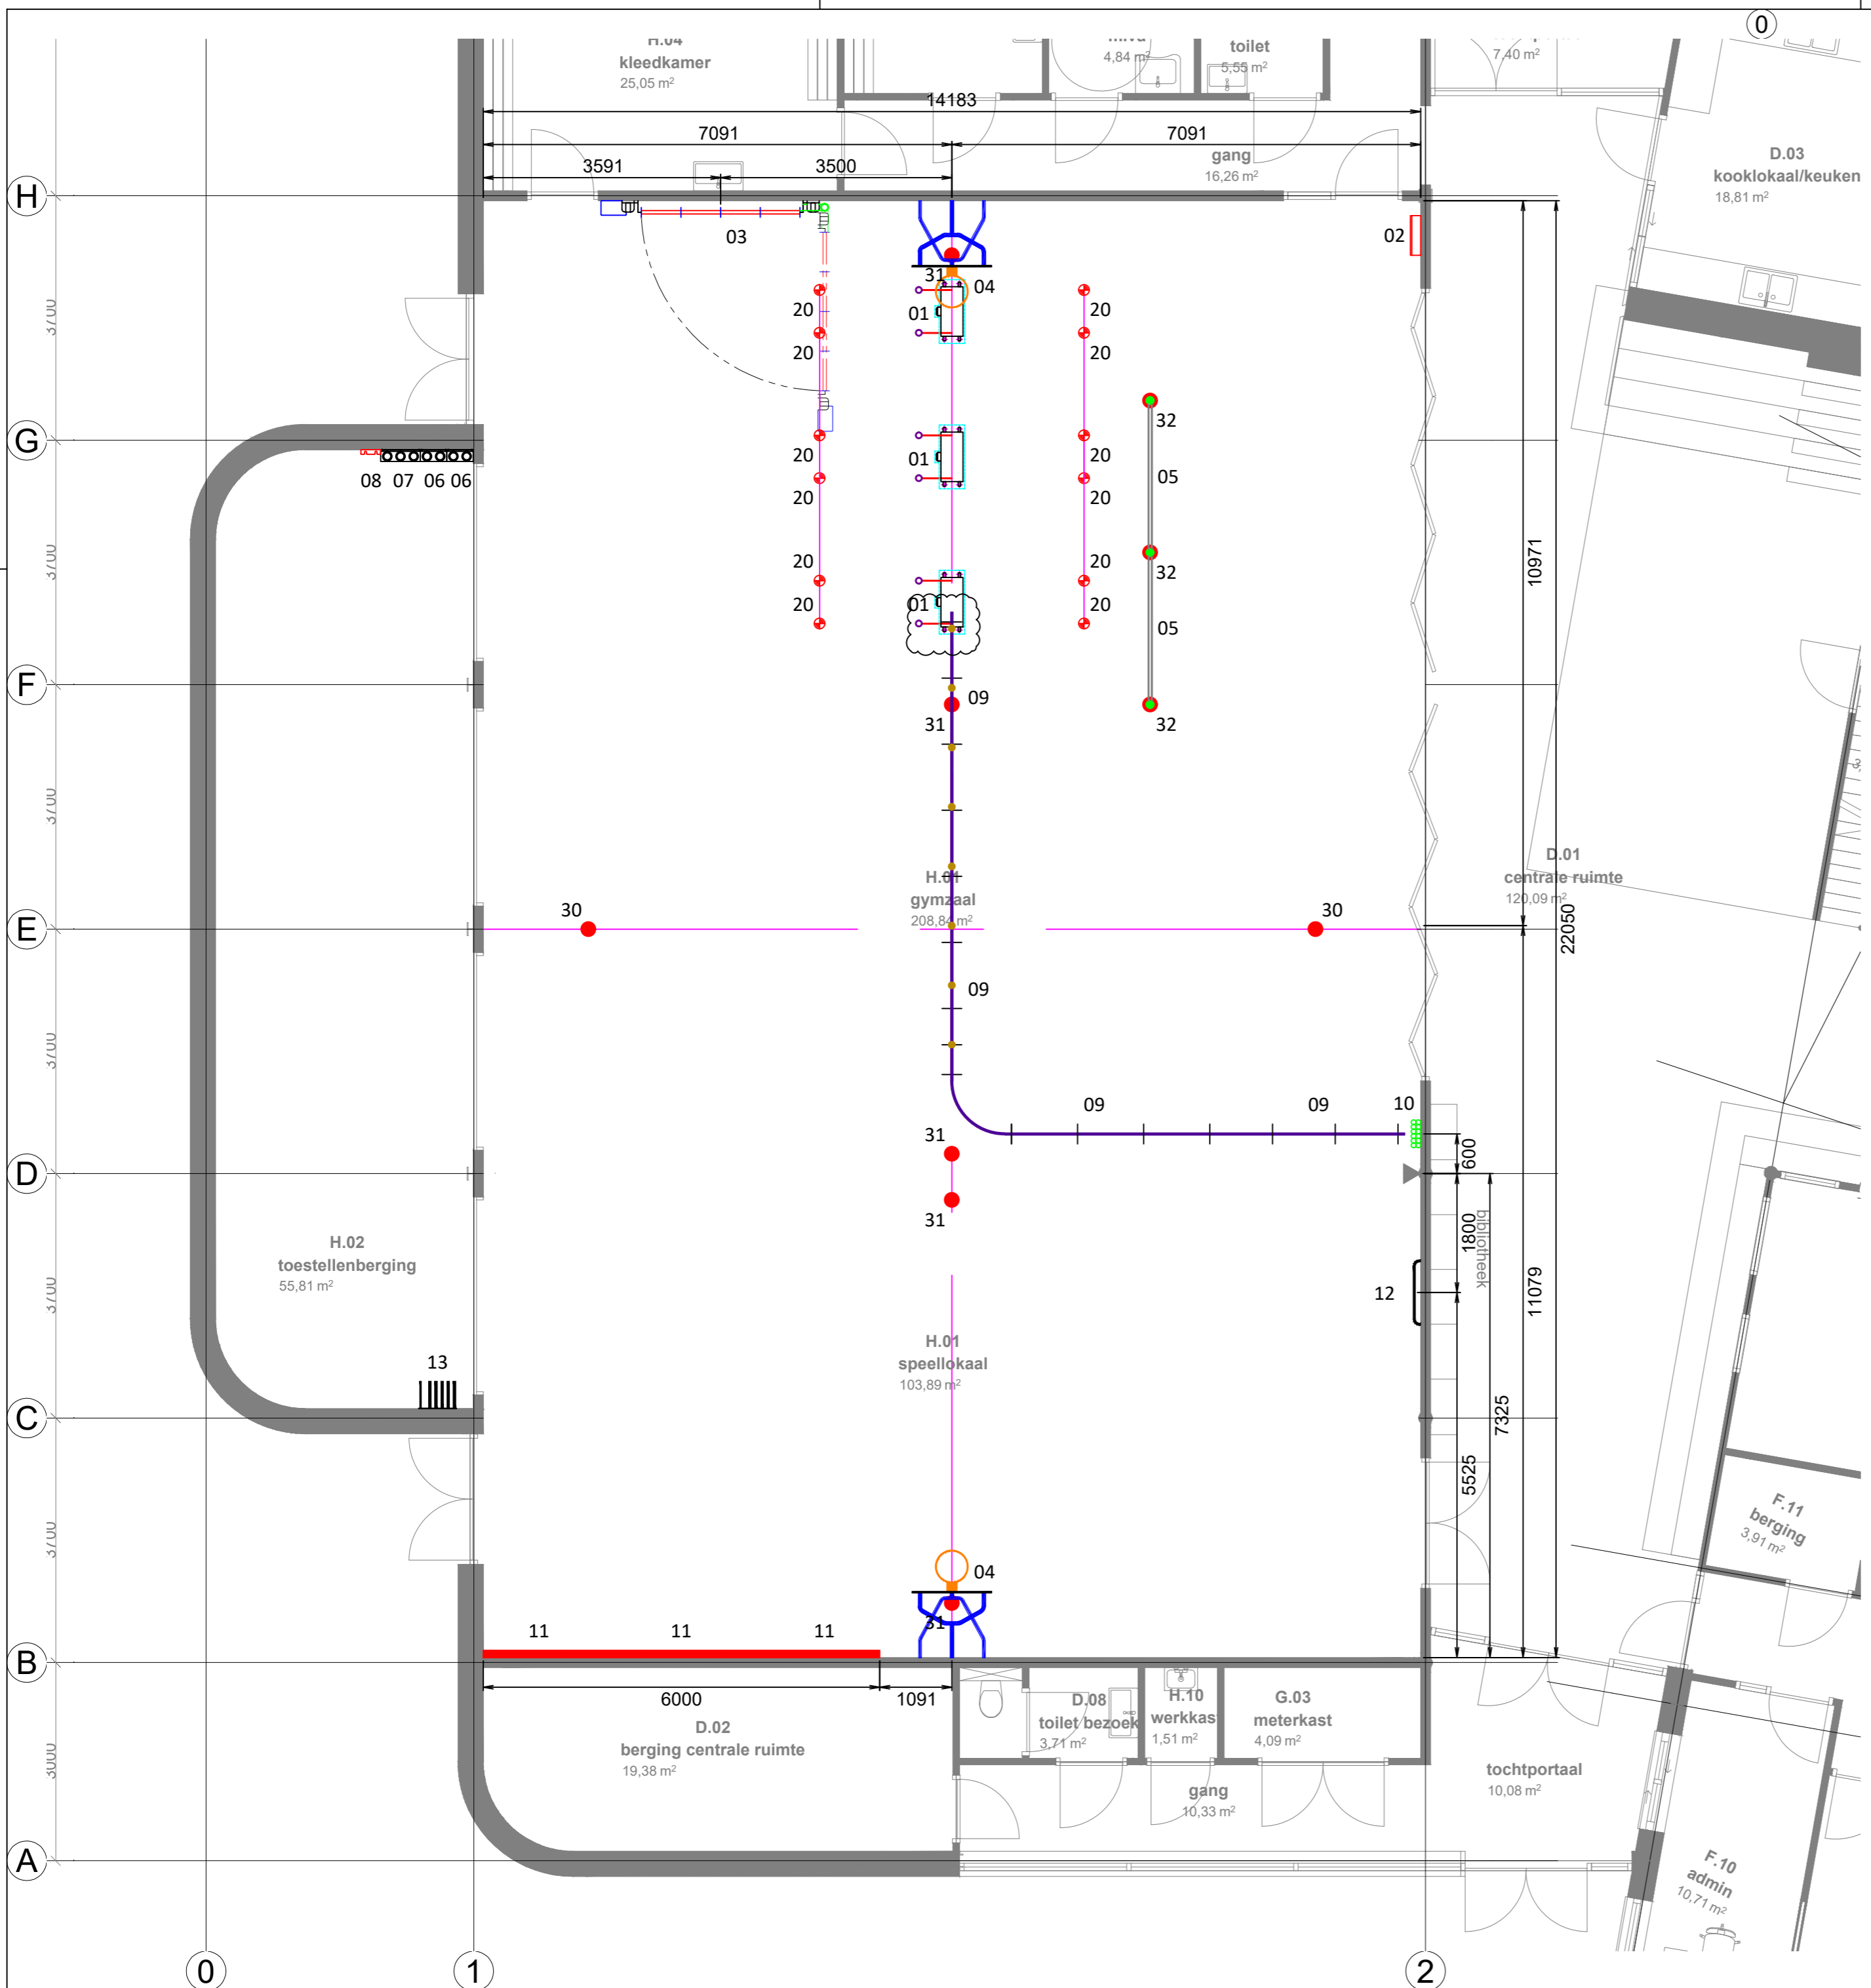 0
H.04
kleedkamer
25,05 m²
4,84 m²
toilet
5,55 m²
7,40 m²
14183
7091
7091
3591
3500
gang
16,26 m²
D.03
kooklokaal/keuken
18,81 m²
H
03
02
31
04
3700
20
01
20
20
20
32
G
08 07 06 06
20
01
20
05
20
20
10971
3700
20
20
32
20
01
20
05
F
09
31
32
3700
D.01
centrale ruimte
120,09 m²
H.01
gymzaal
208,84 m²
30
30
E
22050
09
3700
09
09
10
31
600
D
31
1800
bibliotheek
H.02
toestellenberging
55,81 m²
3700
12
11079
H.01
speellokaal
103,89 m²
13
7325
C
5525
F.11
berging
3,91 m²
3700
04
31
11
11
11
B
6000
1091
D.02
berging centrale ruimte
19,38 m²
D.08
toilet bezoek
3,71 m²
H.10
werkkas
1,51 m²
G.03
meterkast
4,09 m²
3000
tochtportaal
10,08 m²
gang
10,33 m²
A
F.10
admin
10,71 m²
0
1
2